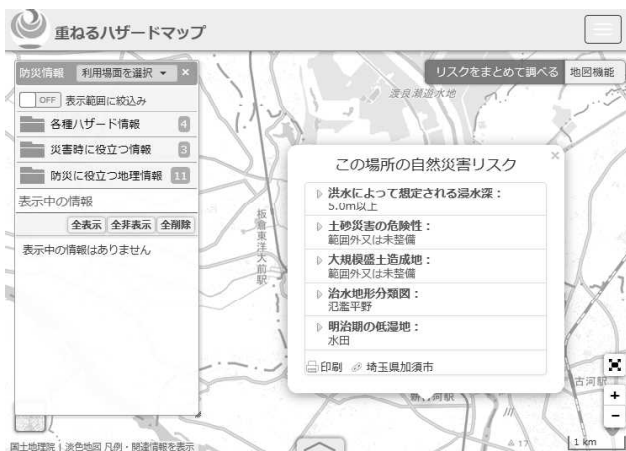 重ねるハザードマップ
防災情報 利用場面を選択 ▼ ×
リスクをまとめて調べる 地図機能
OFF 表示範囲に絞込み
渡良瀬遊水地
各種ハザード情報 4
災害時に役立つ情報 3
防災に役立つ地理情報 11
表示中の情報
全表示 全非表示 全削除
表示中の情報はありません
板倉東洋大前駅
この場所の自然災害リスク ×
洪水によって想定される浸水深：
5.0m以上
土砂災害の危険性：
範囲外又は未整備
大規模盛土造成地：
範囲外又は未整備
治水地形分類図：
氾濫平野
明治期の低湿地：
水田
印刷 埼玉県加須市
古河駅
新古河駅
+
−
17
1 km
国土地理院 | 淡色地図 凡例・関連情報を表示